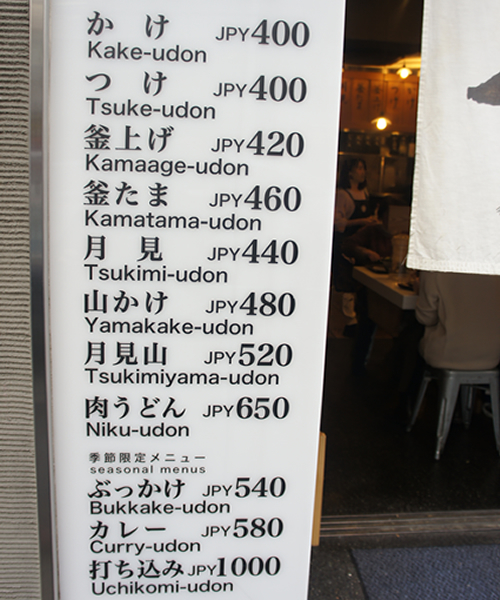 かけ JPY400
Kake-udon
つけ JPY400
Tsuke-udon
釜上げ JPY420
Kamaage-udon
釜たま JPY460
Kamatama-udon
月見 JPY440
Tsukimi-udon
山かけ JPY480
Yamakake-udon
月見山 JPY520
Tsukimiyama-udon
肉うどん JPY650
Niku-udon
季節限定メニュー
seasonal menus
ぶっかけ JPY540
Bukkake-udon
カレー JPY580
Curry-udon
打ち込み JPY1000
Uchikomi-udon